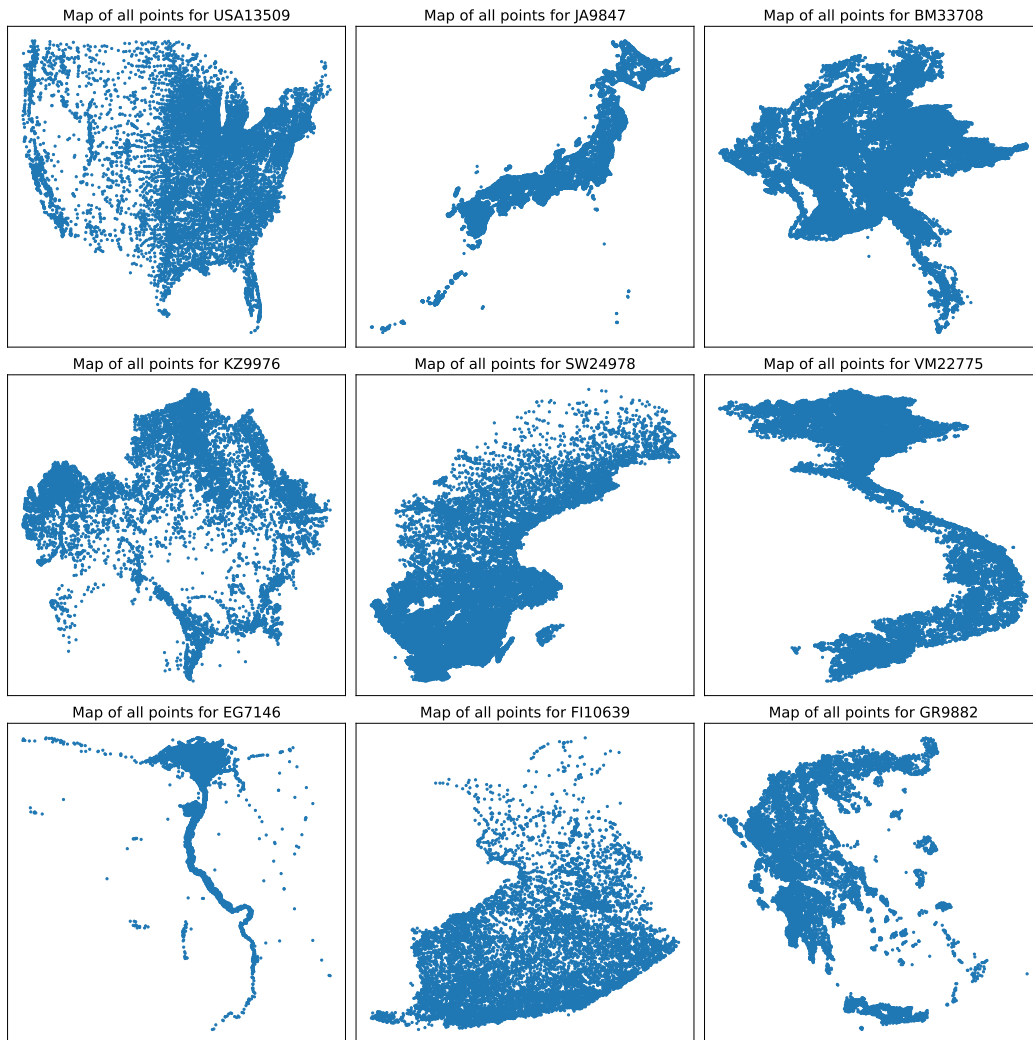 Map of all points for USA13509
Map of all points for JA9847
Map of all points for BM33708
Map of all points for KZ9976
Map of all points for SW24978
Map of all points for VM22775
Map of all points for EG7146
Map of all points for FI10639
Map of all points for GR9882